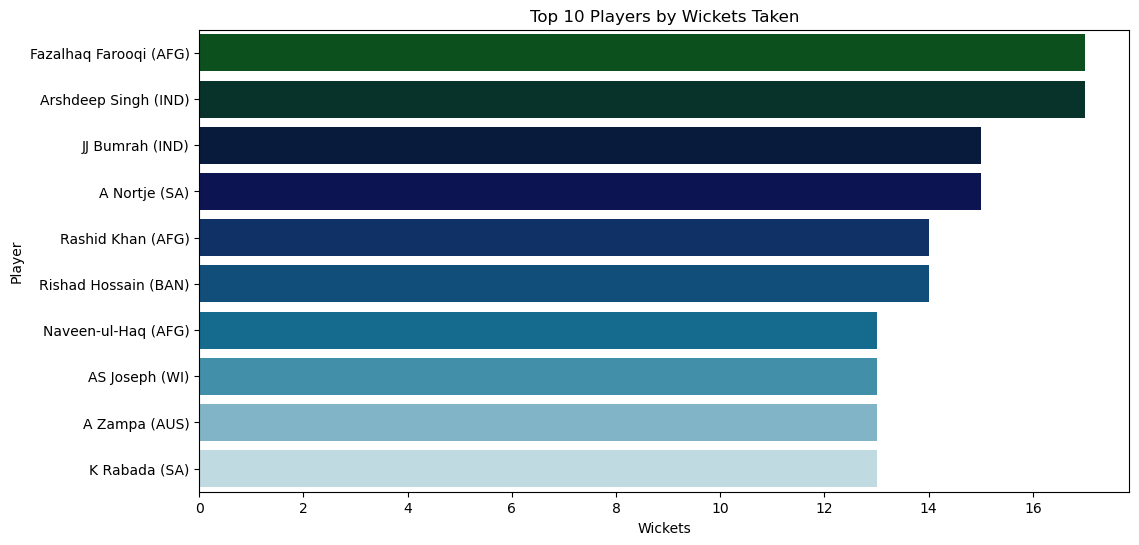 Top 10 Players by Wickets Taken
Fazalhaq Farooqi (AFG)
Arshdeep Singh (IND)
JJ Bumrah (IND)
A Nortje (SA)
Rashid Khan (AFG)
Rishad Hossain (BAN)
Naveen-ul-Haq (AFG)
AS Joseph (WI)
A Zampa (AUS)
K Rabada (SA)
Player
0 2 4 6 8 10 12 14 16
Wickets